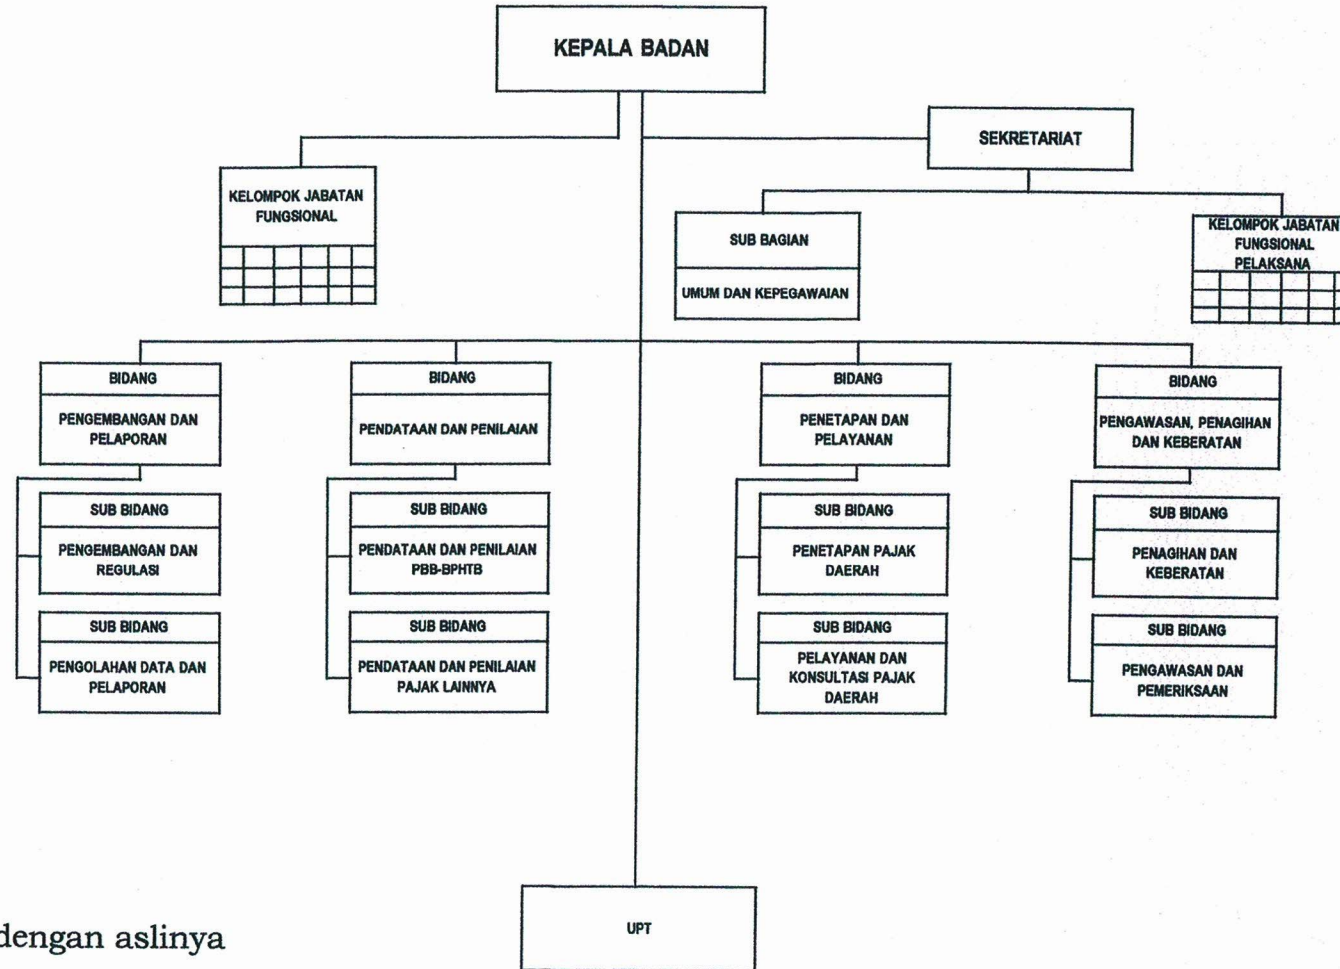 KEPALA BADAN
SEKRETARIAT
KELOMPOK JABATAN
FUNGSIONAL
SUB BAGIAN
UMUM DAN KEPEGAWAIAN
KELOMPOK JABATAN
FUNGSIONAL
PELAKSANA
BIDANG
PENGEMBANGAN DAN
PELAPORAN
BIDANG
PENDATAAN DAN PENILAIAN
BIDANG
PENETAPAN DAN
PELAYANAN
BIDANG
PENGAWASAN, PENAGIHAN
DAN KEBERATAN
SUB BIDANG
PENGEMBANGAN DAN
REGULASI
SUB BIDANG
PENDATAAN DAN PENILAIAN
PBB-BPHTB
SUB BIDANG
PENETAPAN PAJAK
DAERAH
SUB BIDANG
PENAGIHAN DAN
KEBERATAN
SUB BIDANG
PENGOLAHAN DATA DAN
PELAPORAN
SUB BIDANG
PENDATAAN DAN PENILAIAN
PAJAK LAINNYA
SUB BIDANG
PELAYANAN DAN
KONSULTASI PAJAK
DAERAH
SUB BIDANG
PENGAWASAN DAN
PEMERIKSAAN
UPT
dengan aslinya